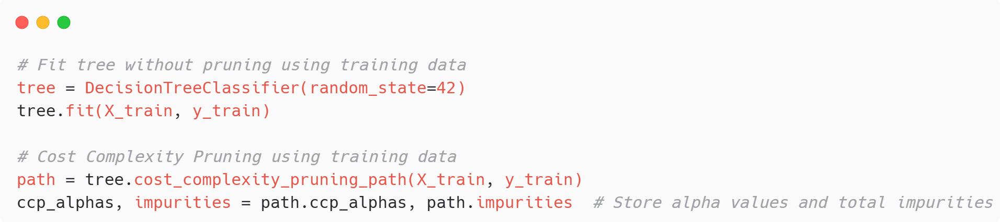 # Fit tree without pruning using training data
tree = DecisionTreeClassifier(random_state=42)
tree.fit(X_train, y_train)
# Cost Complexity Pruning using training data
path = tree.cost_complexity_pruning_path(X_train, y_train)
ccp_alphas, impurities = path.ccp_alphas, path.impurities  # Store alpha values and total impurities